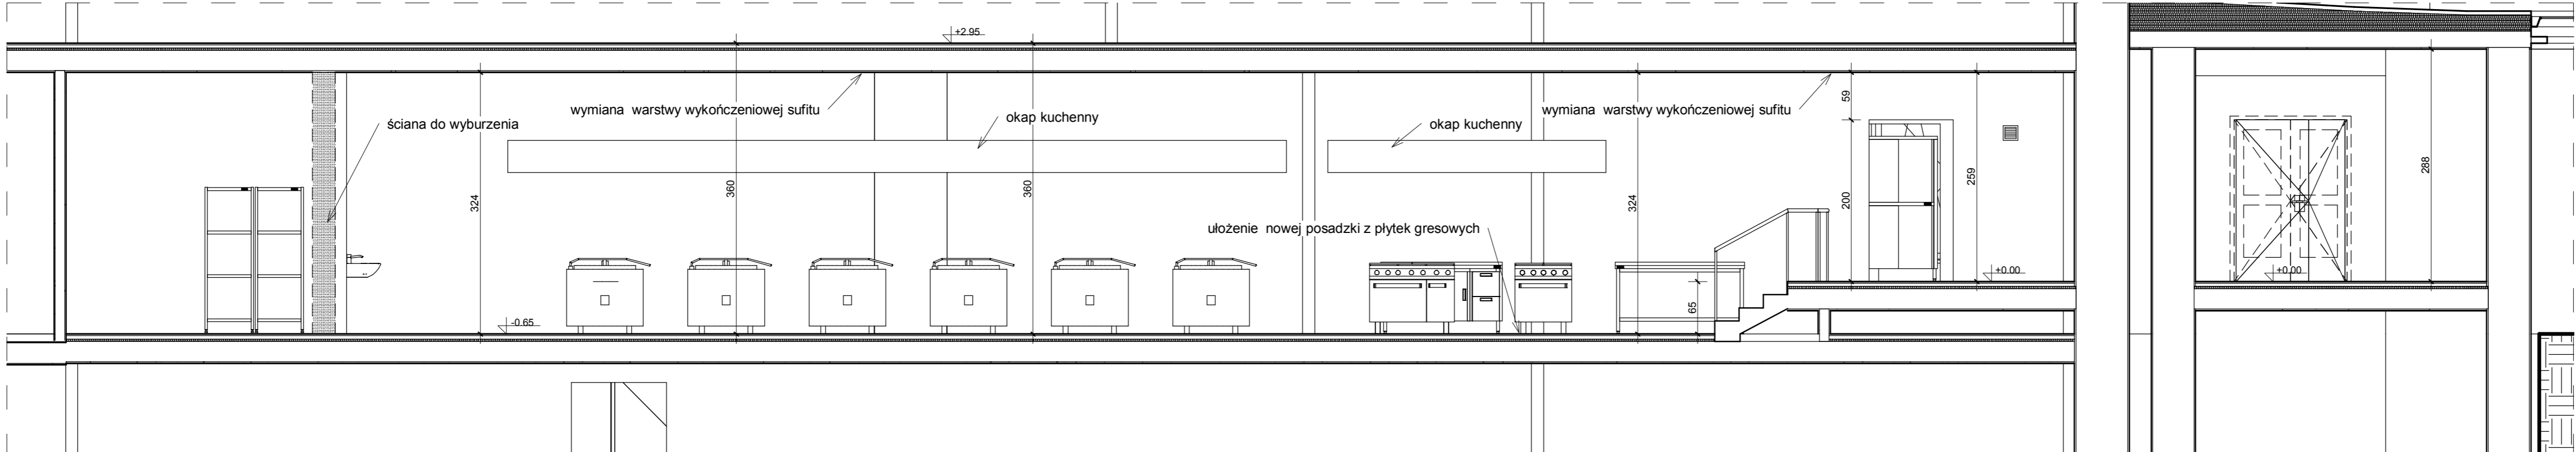 +2.95
wymiana warstwy wykończeniowej sufitu
wymiana warstwy wykończeniowej sufitu
59
okap kuchenny
okap kuchenny
ściana do wyburzenia
288
259
360
360
200
324
324
ułożenie nowej posadzki z płytek gresowych
+0.00
+0.00
65
-0.65